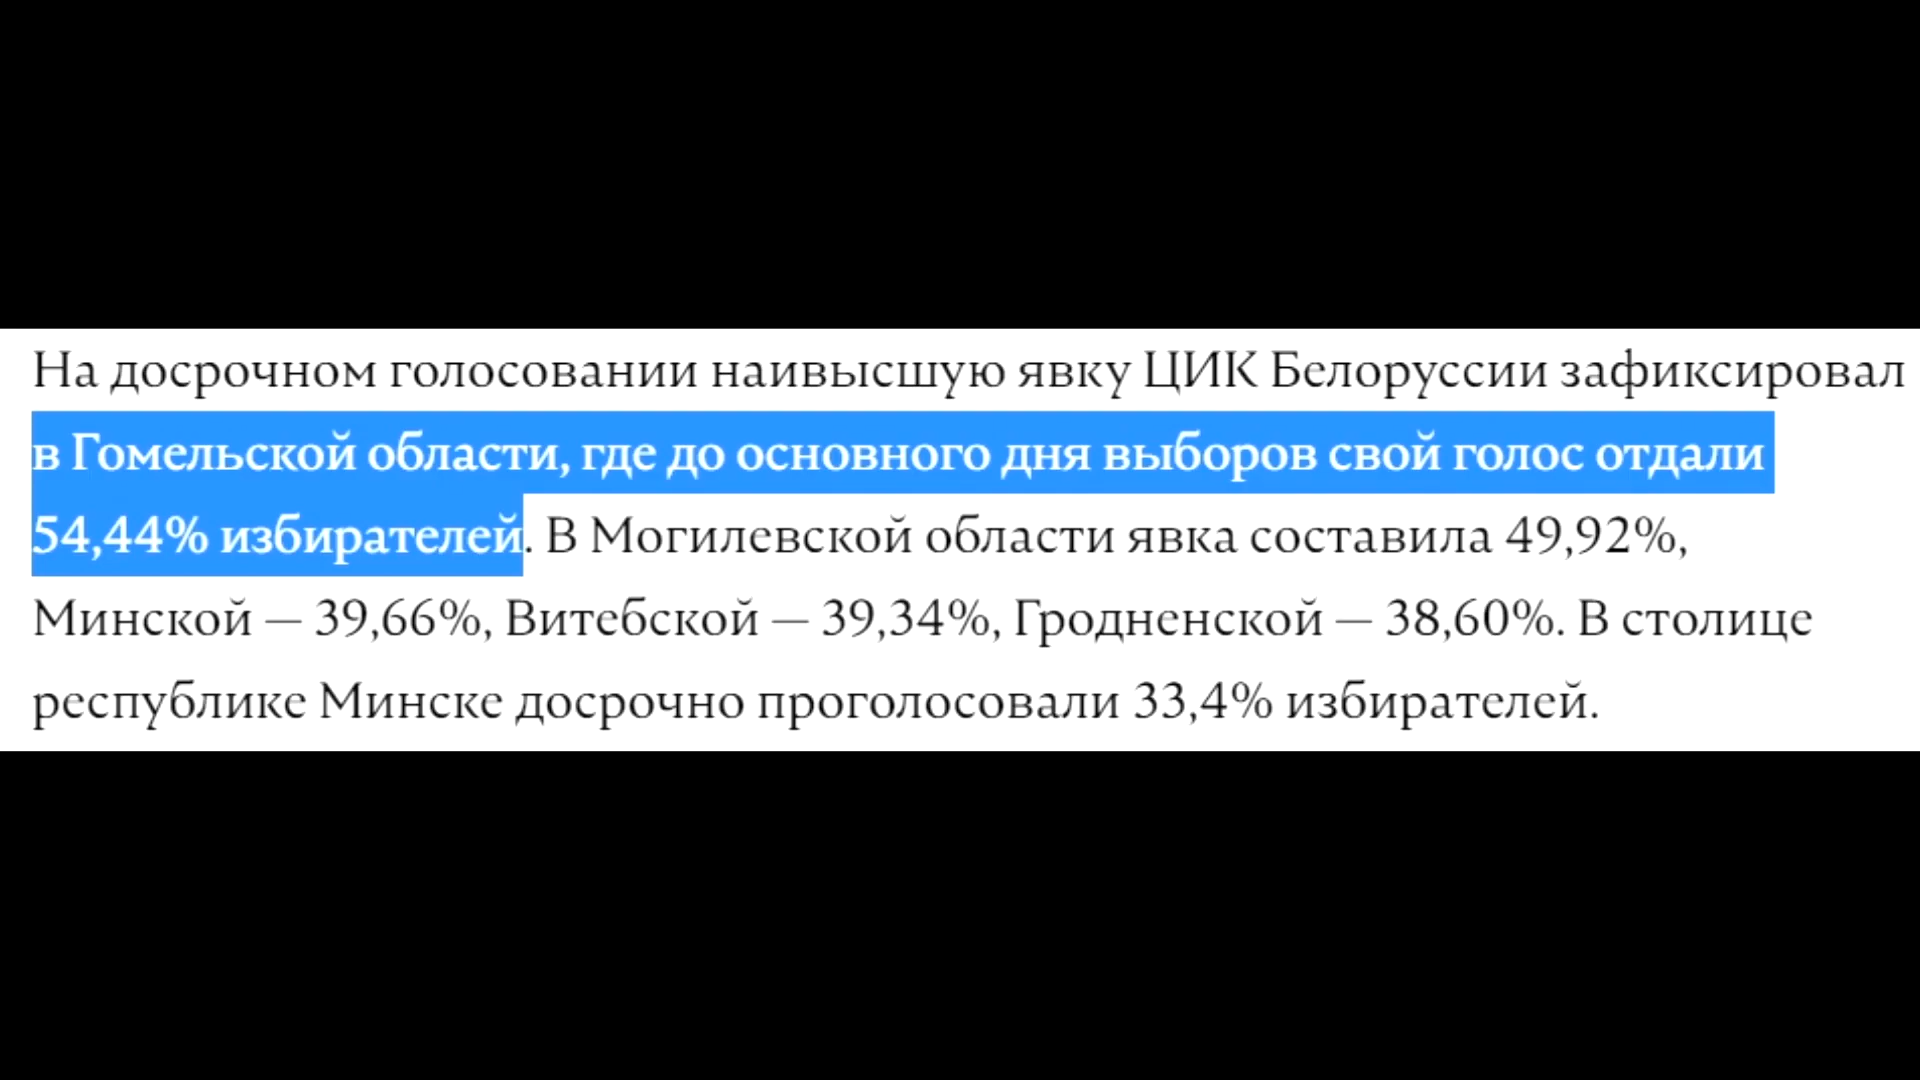 На досрочном голосовании наивысшую явку ЦИК Белоруссии зафиксировал
в Гомельской области, где до основного дня выборов свой голос отдали
54,44% избирателей. В Могилевской области явка составила 49,92%,
Минской — 39,66%, Витебской — 39,34%, Гродненской — 38,60%. В столице
республике Минске досрочно проголосовали 33,4% избирателей.